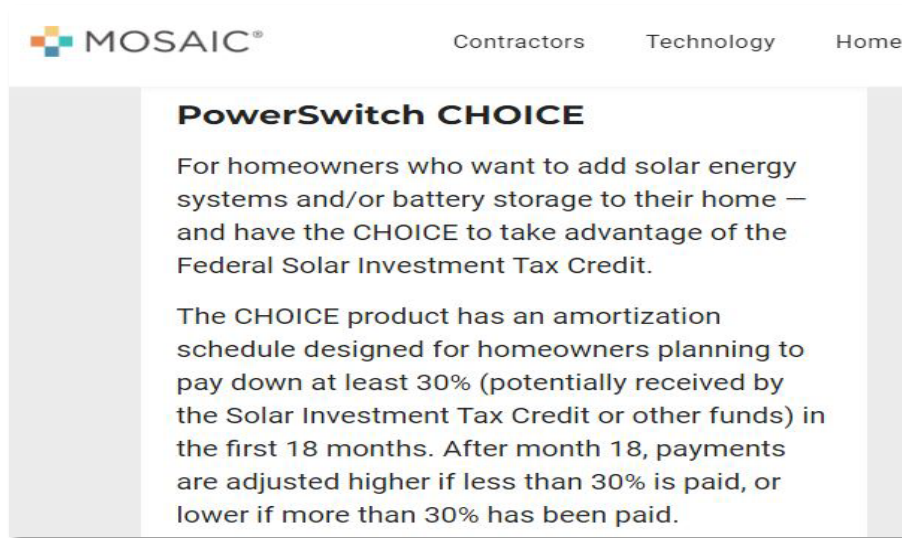 MOSAIC®
Contractors Technology Home
PowerSwitch CHOICE
For homeowners who want to add solar energy
systems and/or battery storage to their home —
and have the CHOICE to take advantage of the
Federal Solar Investment Tax Credit.
The CHOICE product has an amortization
schedule designed for homeowners planning to
pay down at least 30% (potentially received by
the Solar Investment Tax Credit or other funds) in
the first 18 months. After month 18, payments
are adjusted higher if less than 30% is paid, or
lower if more than 30% has been paid.